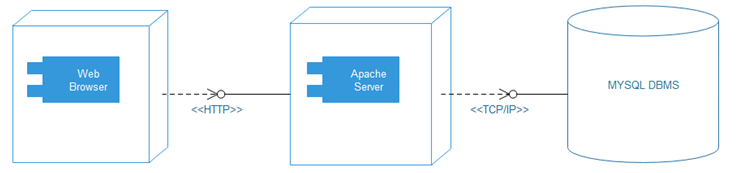 Web
Browser
<<HTTP>>
Apache
Server
<<TCP/IP>>
MYSQL DBMS